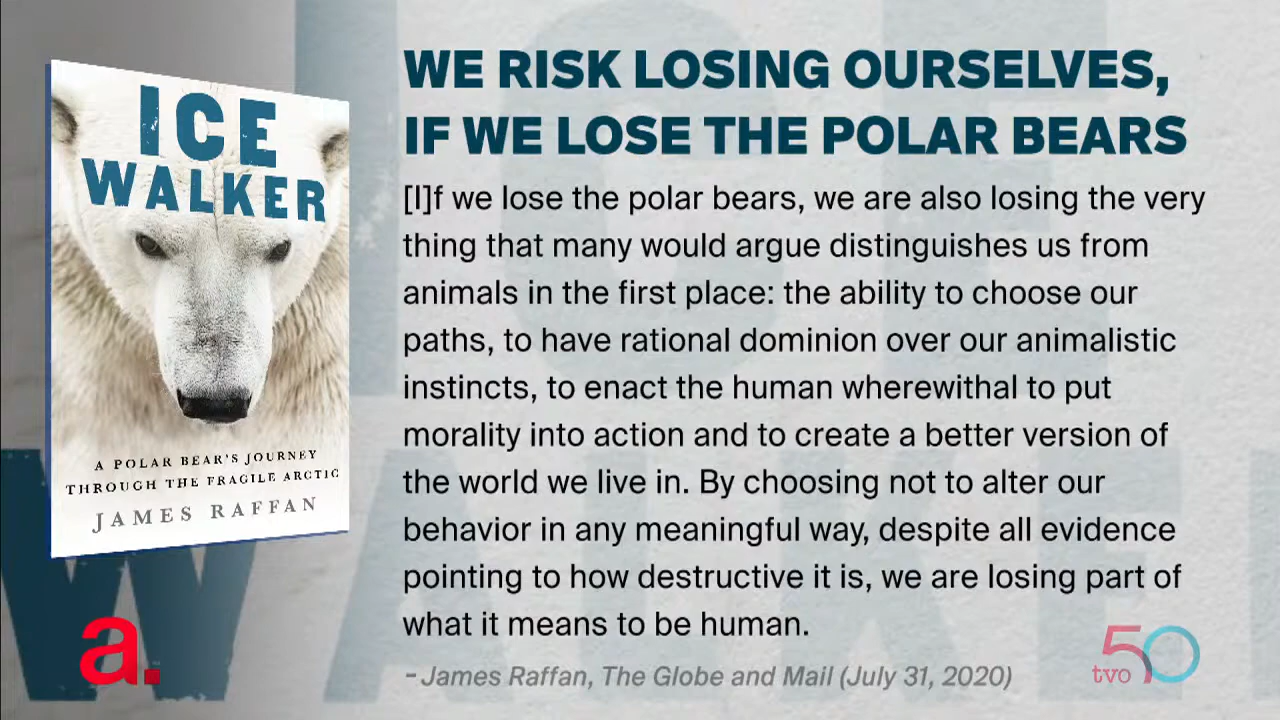 ICE
WALKER
A POLAR BEAR'S JOURNEY
THROUGH THE FRAGILE ARCTIC
JAMES RAFFAN
WE RISK LOSING OURSELVES,
IF WE LOSE THE POLAR BEARS
[I]f we lose the polar bears, we are also losing the very
thing that many would argue distinguishes us from
animals in the first place: the ability to choose our
paths, to have rational dominion over our animalistic
instincts, to enact the human wherewithal to put
morality into action and to create a better version of
the world we live in. By choosing not to alter our
behavior in any meaningful way, despite all evidence
pointing to how destructive it is, we are losing part of
what it means to be human.
– James Raffan, The Globe and Mail (July 31, 2020)
a.
tvo 50